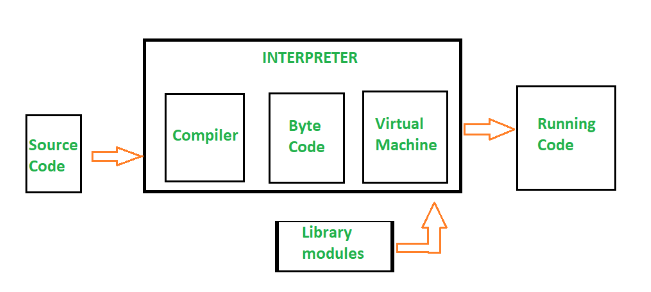 INTERPRETER
Source
Code
Compiler
Byte
Code
Virtual
Machine
Running
Code
Library
modules